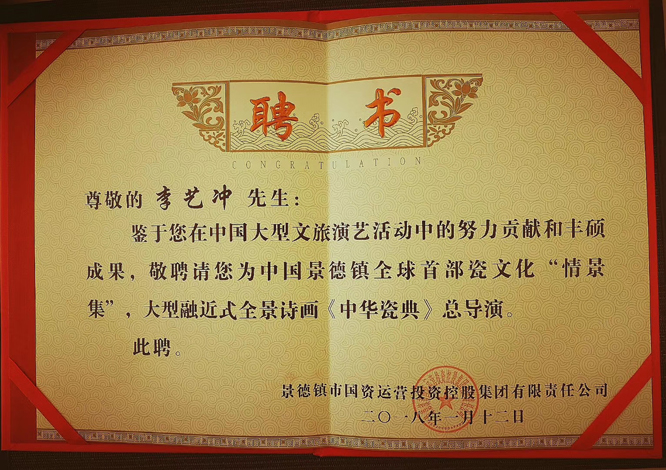 聘书
CONGRATULATION
尊敬的 李艺冲 先生：
鉴于您在中国大型文旅演艺活动中的努力贡献和丰硕
成果，敬聘请您为中国景德镇全球首部瓷文化“情景
集”，大型融近式全景诗画《中华瓷典》总导演。
此聘。
景德镇市国资运营投资控股集团有限责任公司
二〇一八年一月十二日